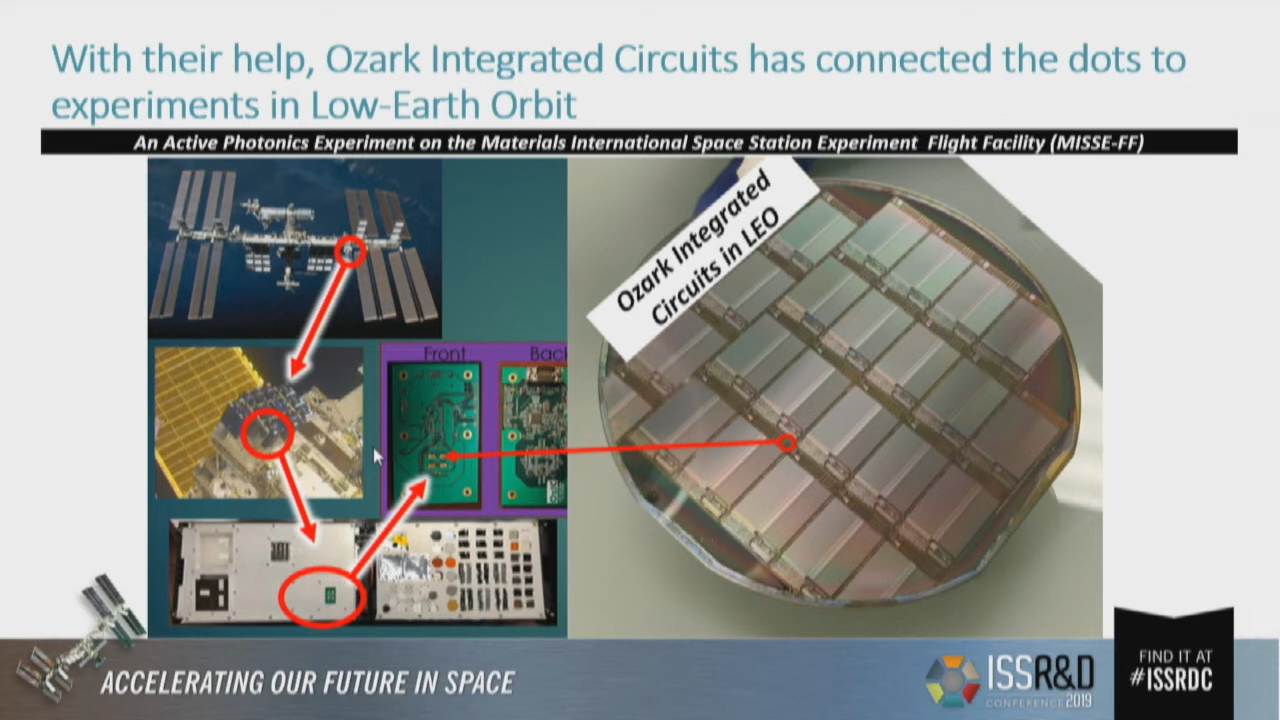 With their help, Ozark Integrated Circuits has connected the dots to
experiments in Low-Earth Orbit
An Active Photonics Experiment on the Materials International Space Station Experiment Flight Facility (MISSE-FF)
Ozark Integrated
Circuits in LEO
Front
Back
ACCELERATING OUR FUTURE IN SPACE
ISSR&D
CONFERENCE 2019
FIND IT AT
#ISSRDC